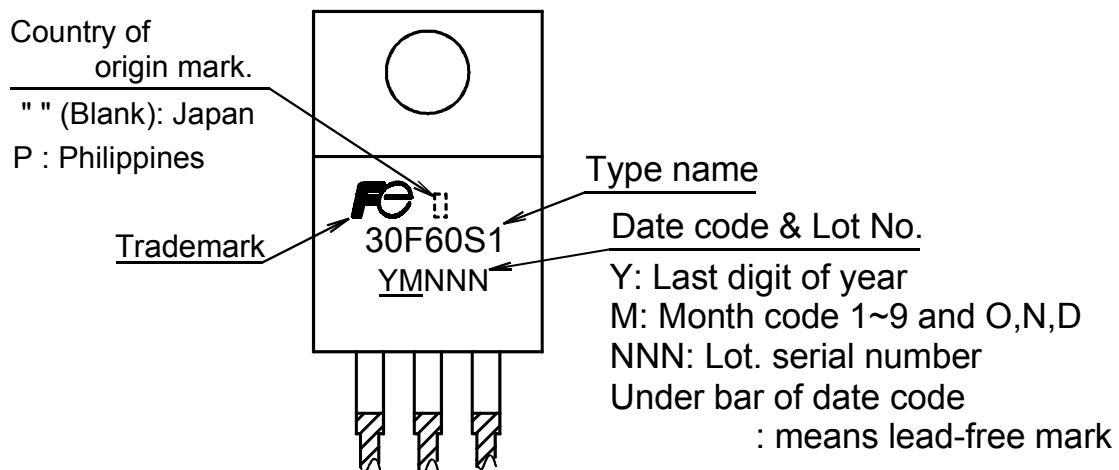 Country of
origin mark.
" " (Blank): Japan
P : Philippines
Trademark
Fe
30F60S1
YMNNN
Type name
Date code & Lot No.
Y: Last digit of year
M: Month code 1~9 and O,N,D
NNN: Lot. serial number
Under bar of date code
: means lead-free mark